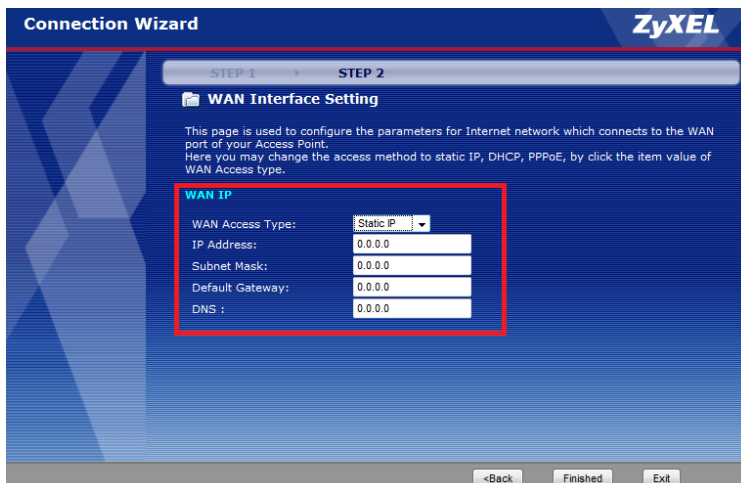 Connection Wizard
ZyXEL
STEP 1
STEP 2
WAN Interface Setting
This page is used to configure the parameters for Internet network which connects to the WAN
port of your Access Point.
Here you may change the access method to static IP, DHCP, PPPoE, by click the item value of
WAN Access type.
WAN IP
WAN Access Type: Static IP
IP Address: 0.0.0.0
Subnet Mask: 0.0.0.0
Default Gateway: 0.0.0.0
DNS : 0.0.0.0
<Back Finished Exit